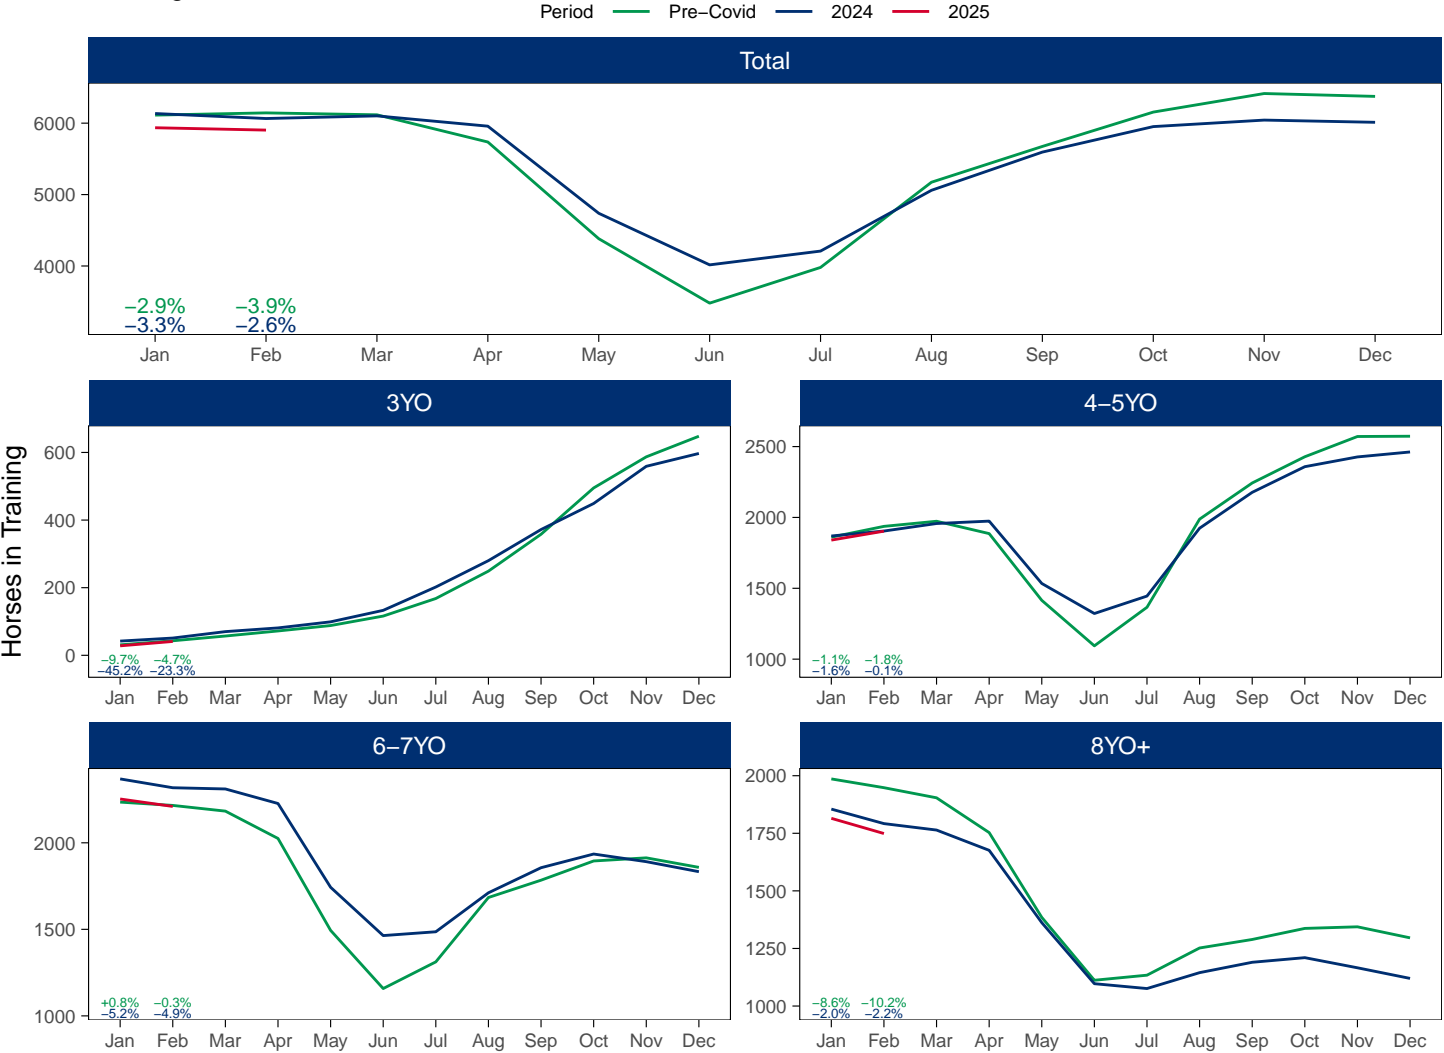 Period Pre−Covid 2024 2025
Total
6000
5000
4000
−2.9% −3.9%
−3.3% −2.6%
Jan Feb Mar Apr May Jun Jul Aug Sep Oct Nov Dec
Horses in Training
3YO
600
400
200
0
−9.7% −4.7%
−45.2% −23.3%
Jan Feb Mar Apr May Jun Jul Aug Sep Oct Nov Dec
4−5YO
2500
2000
1500
1000
−1.1% −1.8%
−1.6% −0.1%
Jan Feb Mar Apr May Jun Jul Aug Sep Oct Nov Dec
6−7YO
2000
1500
1000
+0.8% −0.3%
−5.2% −4.9%
Jan Feb Mar Apr May Jun Jul Aug Sep Oct Nov Dec
8YO+
2000
1750
1500
1250
1000
−8.6% −10.2%
−2.0% −2.2%
Jan Feb Mar Apr May Jun Jul Aug Sep Oct Nov Dec